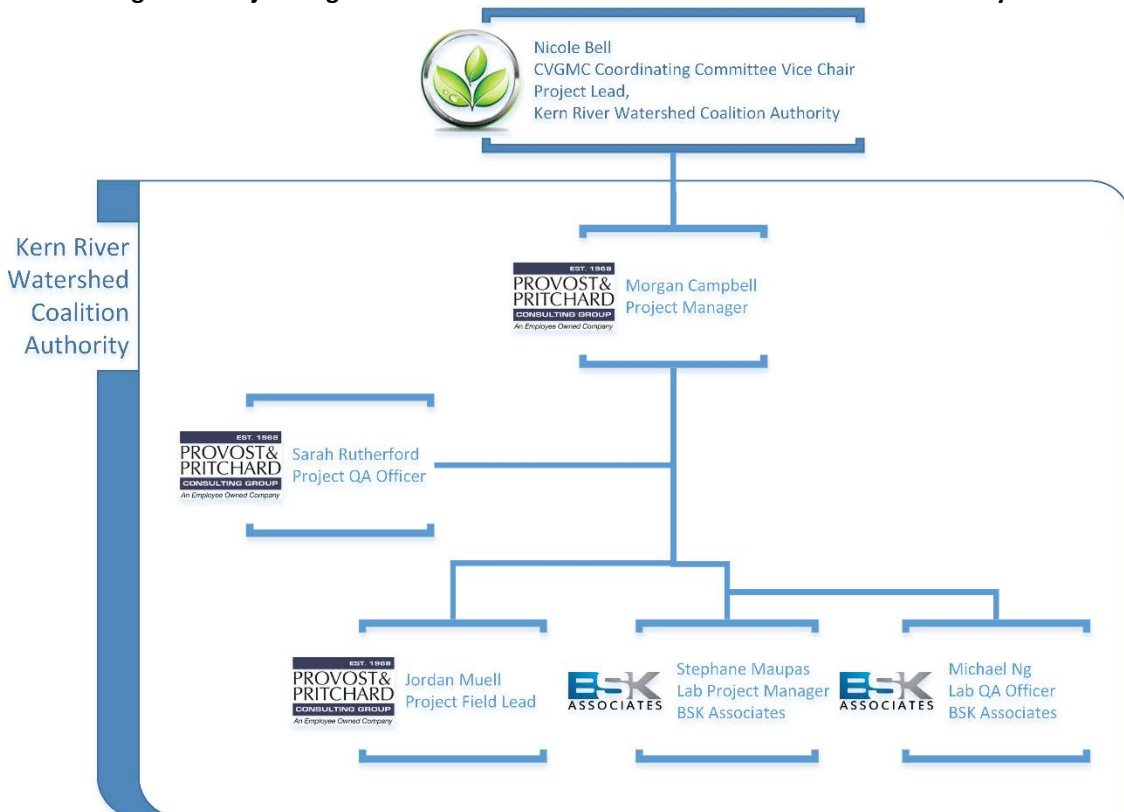 Nicole Bell
CVGMC Coordinating Committee Vice Chair
Project Lead,
Kern River Watershed Coalition Authority
Kern River
Watershed
Coalition
Authority
EST. 1968
PROVOST&
PRITCHARD
CONSULTING GROUP
An Employee Owned Company
Morgan Campbell
Project Manager
EST. 1968
PROVOST&
PRITCHARD
CONSULTING GROUP
An Employee Owned Company
Sarah Rutherford
Project QA Officer
EST. 1968
PROVOST&
PRITCHARD
CONSULTING GROUP
An Employee Owned Company
Jordan Muell
Project Field Lead
BSK
ASSOCIATES
Stephane Maupas
Lab Project Manager
BSK Associates
BSK
ASSOCIATES
Michael Ng
Lab QA Officer
BSK Associates